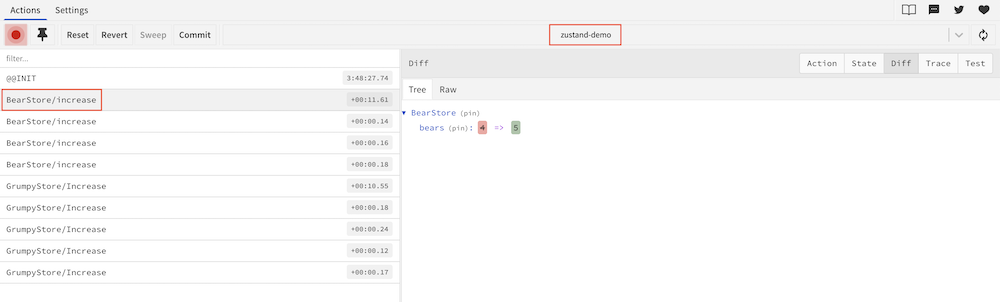 Actions Settings
Reset Revert Sweep Commit zustand-demo
filter...
@@INIT 3:48:27.74
BearStore/increase +00:11.61
BearStore/increase +00:00.14
BearStore/increase +00:00.16
BearStore/increase +00:00.18
GrumpyStore/Increase +00:10.55
GrumpyStore/Increase +00:00.18
GrumpyStore/Increase +00:00.24
GrumpyStore/Increase +00:00.12
GrumpyStore/Increase +00:00.17
Diff Action State Diff Trace Test
Tree Raw
BearStore (pin)
bears (pin): 4 => 5